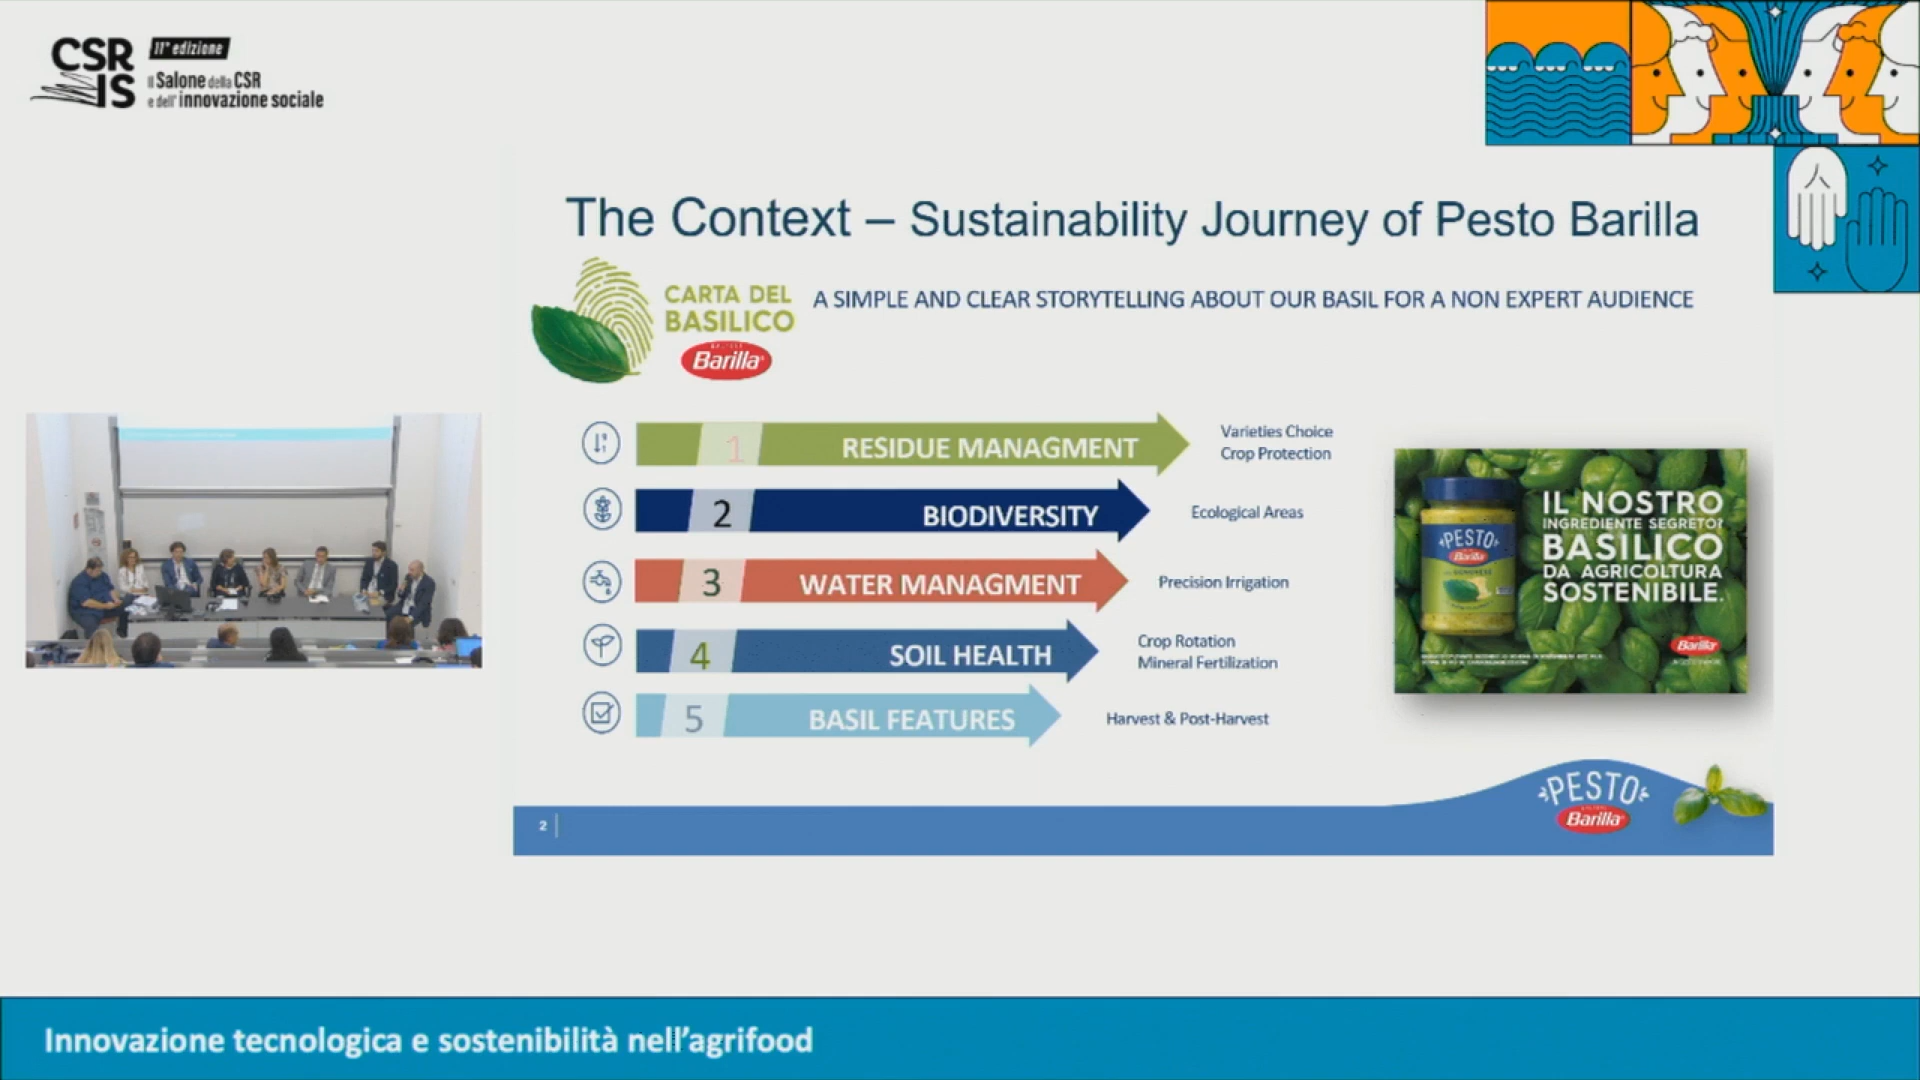 CSR
IS
11ª edizione
Il Salone della CSR
e dell'innovazione sociale
The Context – Sustainability Journey of Pesto Barilla
CARTA DEL
BASILICO
Barilla
A SIMPLE AND CLEAR STORYTELLING ABOUT OUR BASIL FOR A NON EXPERT AUDIENCE
1 RESIDUE MANAGMENT
Varieties Choice
Crop Protection
2 BIODIVERSITY
Ecological Areas
3 WATER MANAGMENT
Precision Irrigation
4 SOIL HEALTH
Crop Rotation
Mineral Fertilization
5 BASIL FEATURES
Harvest & Post-Harvest
PESTO
Barilla
IL NOSTRO
INGREDIENTE SEGRETO?
BASILICO
DA AGRICOLTURA
SOSTENIBILE.
Barilla
2
PESTO
Barilla
Innovazione tecnologica e sostenibilità nell'agrifood